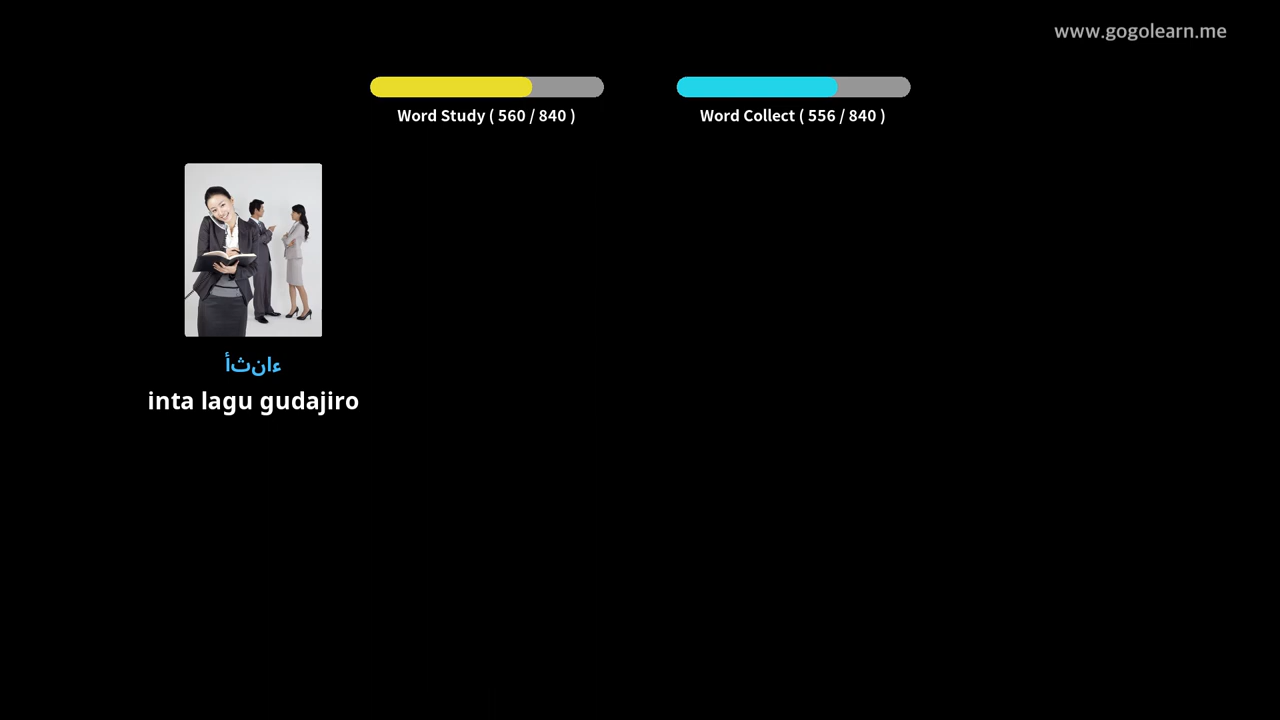 www.gogolearn.me
Word Study ( 560 / 840 )
Word Collect ( 556 / 840 )
ءانثأ
inta lagu gudajiro